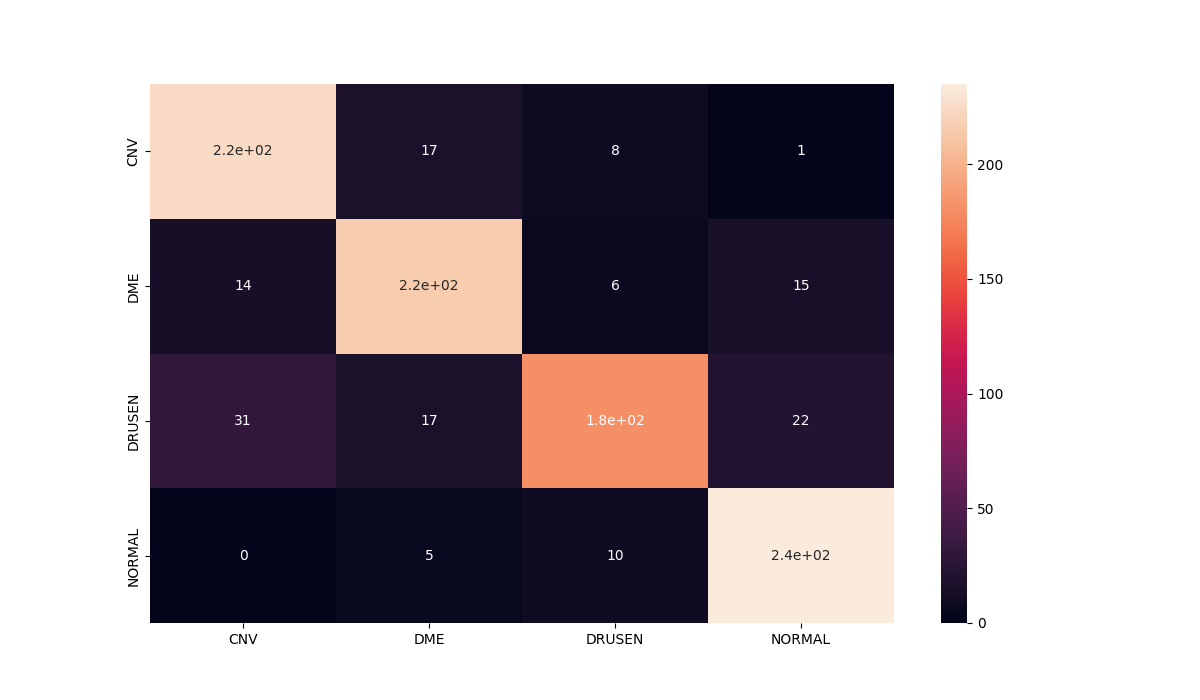 CNV 2.2e+02 17 8 1
DME 14 2.2e+02 6 15
DRUSEN 31 17 1.8e+02 22
NORMAL 0 5 10 2.4e+02
CNV DME DRUSEN NORMAL
200
150
100
50
0